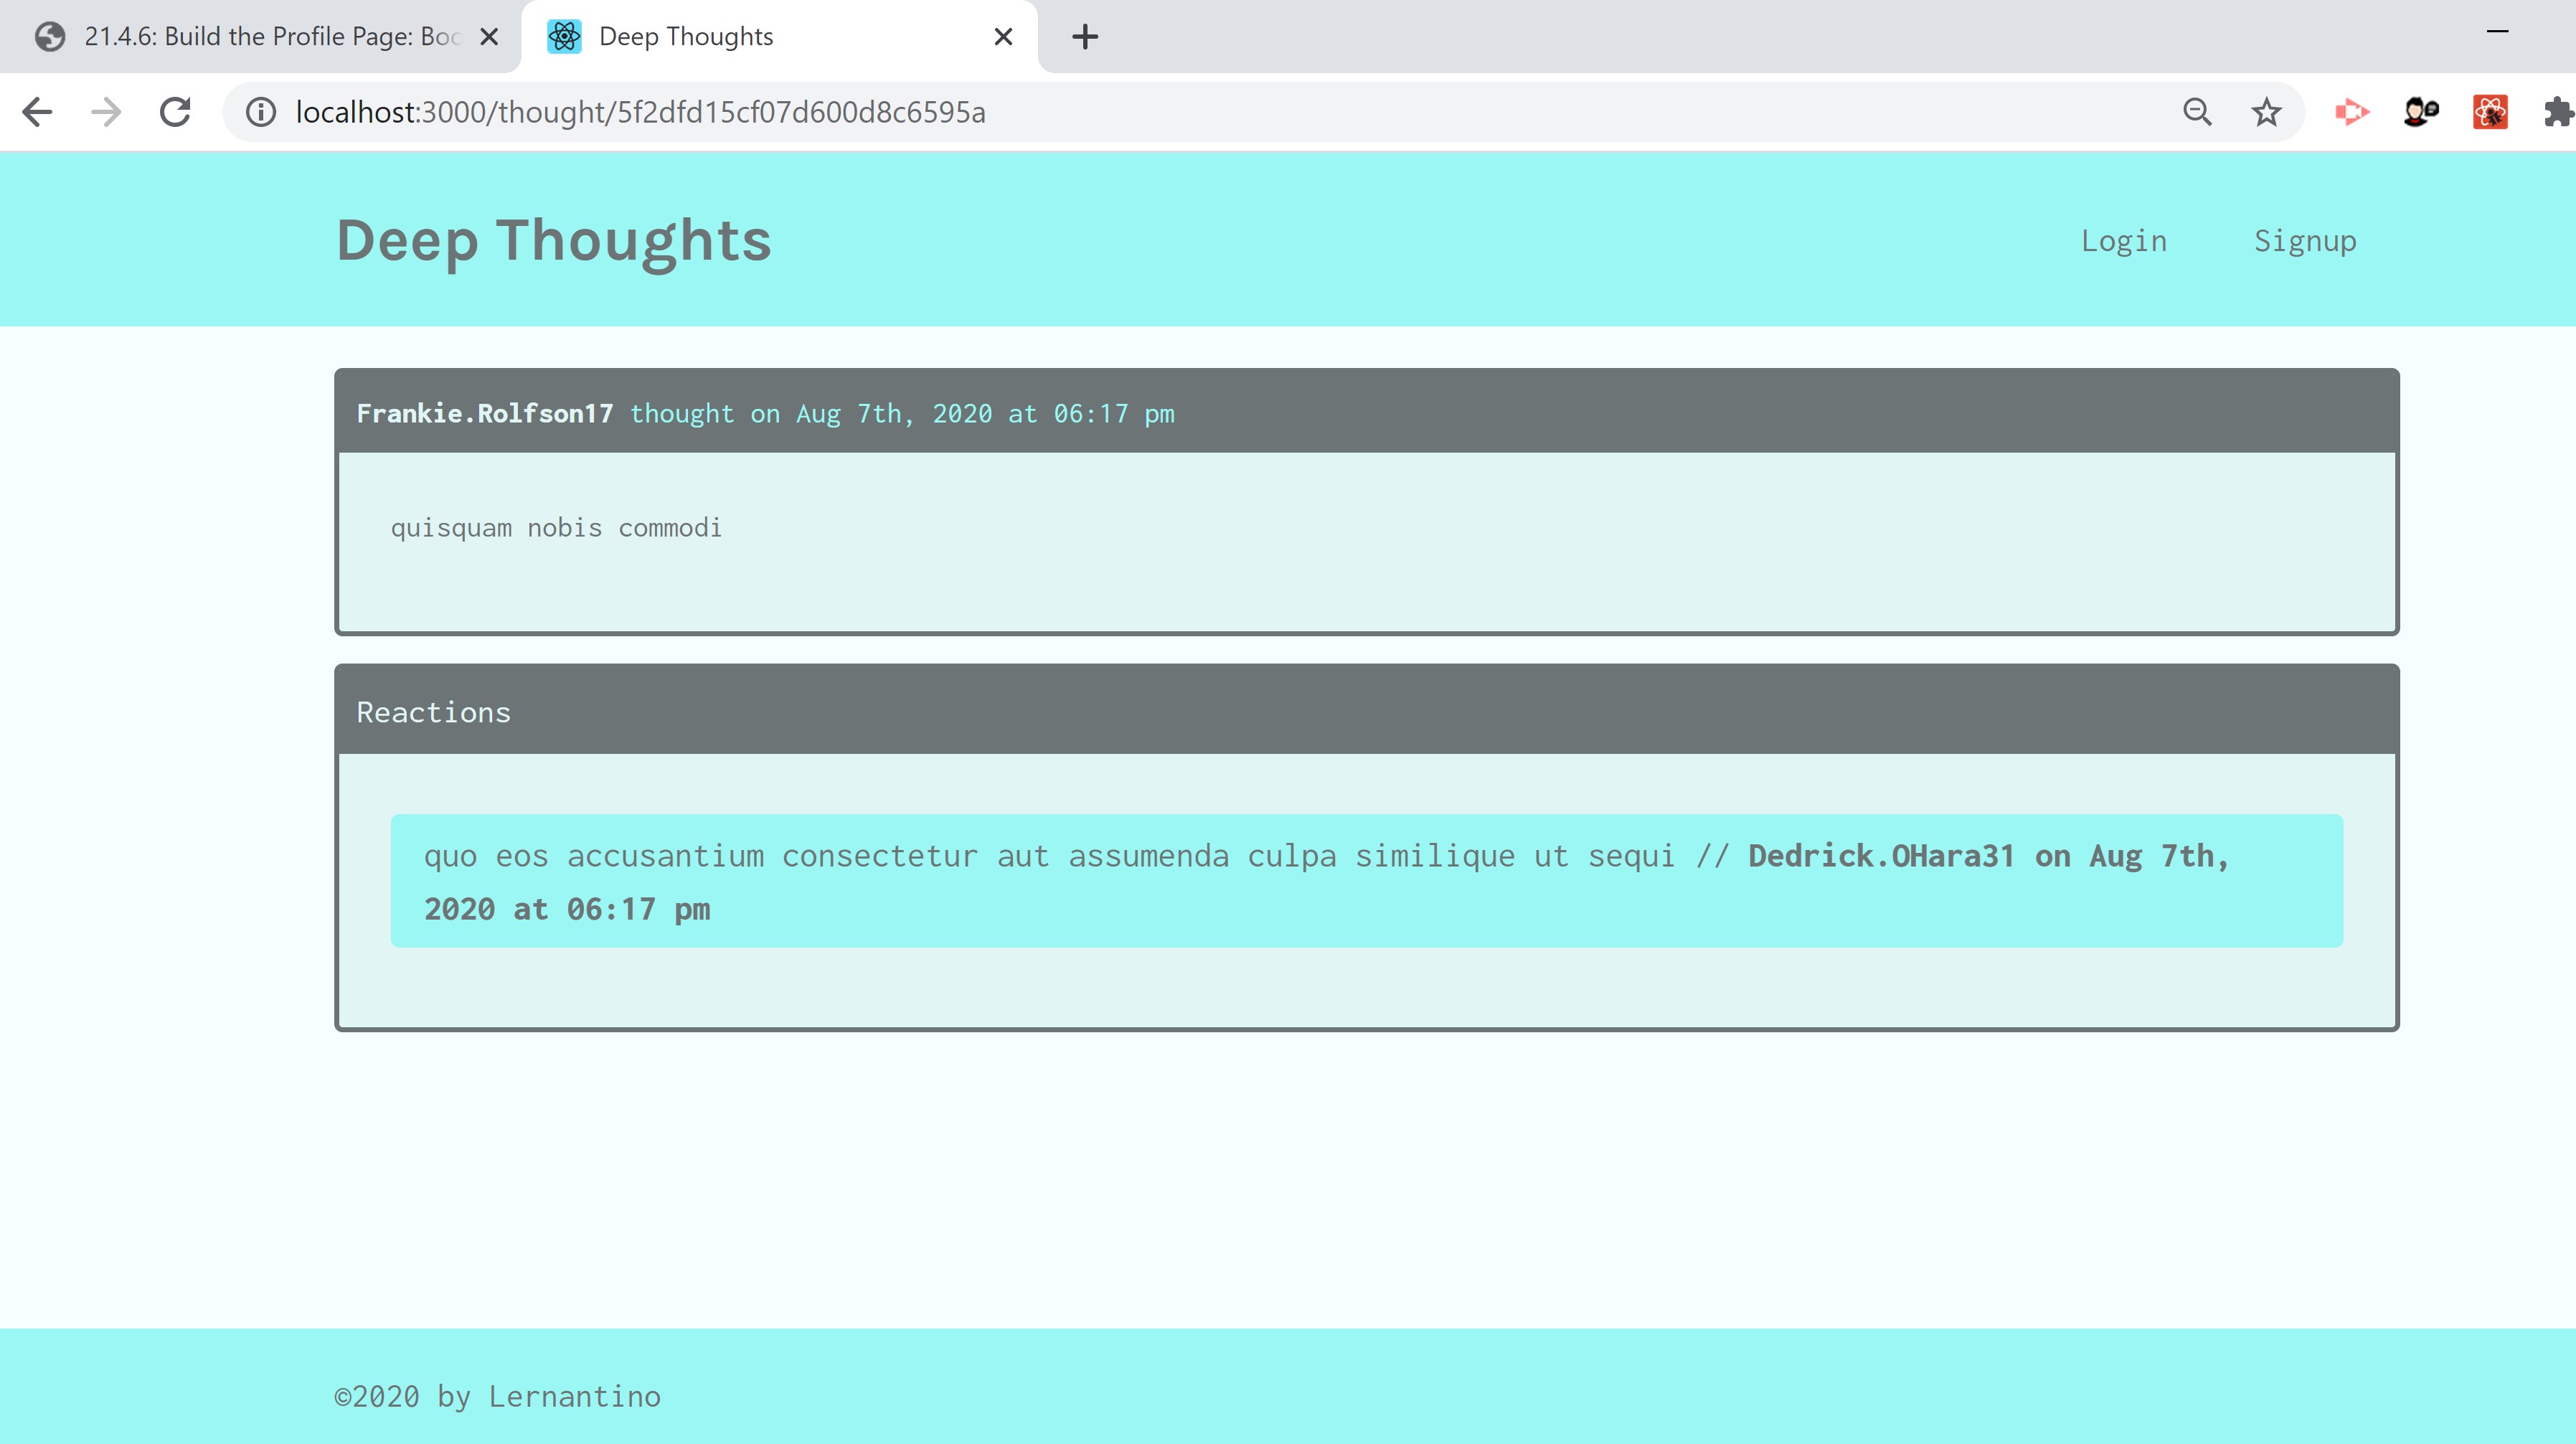 21.4.6: Build the Profile Page: Boo
Deep Thoughts
localhost:3000/thought/5f2dfd15cf07d600d8c6595a
Deep Thoughts
Login
Signup
Frankie.Rolfson17 thought on Aug 7th, 2020 at 06:17 pm
quisquam nobis commodi
Reactions
quo eos accusantium consectetur aut assumenda culpa similique ut sequi // Dedrick.OHara31 on Aug 7th,
2020 at 06:17 pm
©2020 by Lernantino